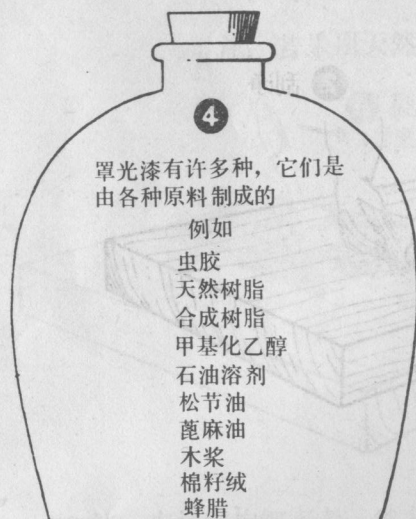 4
罩光漆有许多种，它们是
由各种原料制成的
例如
虫胶
天然树脂
合成树脂
甲基化乙醇
石油溶剂
松节油
蓖麻油
木浆
棉籽绒
蜂腊